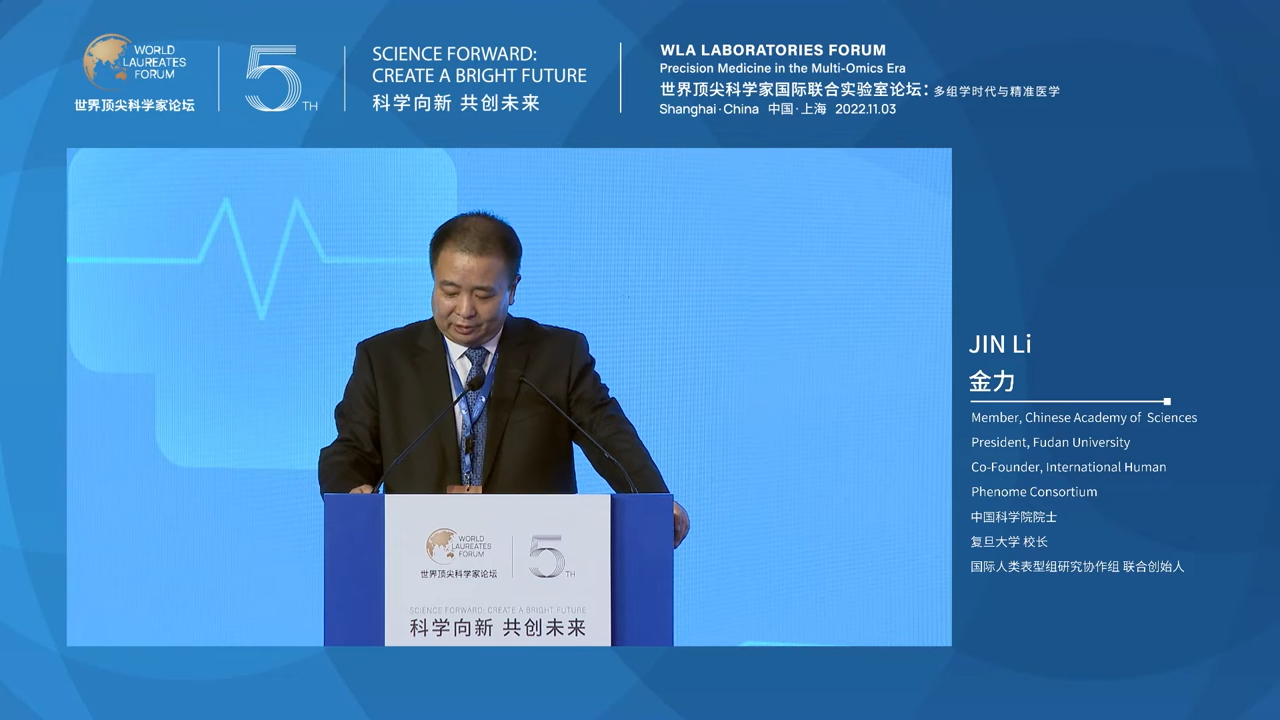 WORLD
LAUREATES
FORUM
世界顶尖科学家论坛
5TH
SCIENCE FORWARD:
CREATE A BRIGHT FUTURE
科学向新 共创未来
WLA LABORATORIES FORUM
Precision Medicine in the Multi-Omics Era
世界顶尖科学家国际联合实验室论坛：多组学时代与精准医学
Shanghai·China 中国·上海 2022.11.03
JIN Li
金力
Member, Chinese Academy of Sciences
President, Fudan University
Co-Founder, International Human
Phenome Consortium
中国科学院院士
复旦大学 校长
国际人类表型组研究协作组 联合创始人
WORLD
LAUREATES
FORUM
世界顶尖科学家论坛
5TH
SCIENCE FORWARD: CREATE A BRIGHT FUTURE
科学向新 共创未来